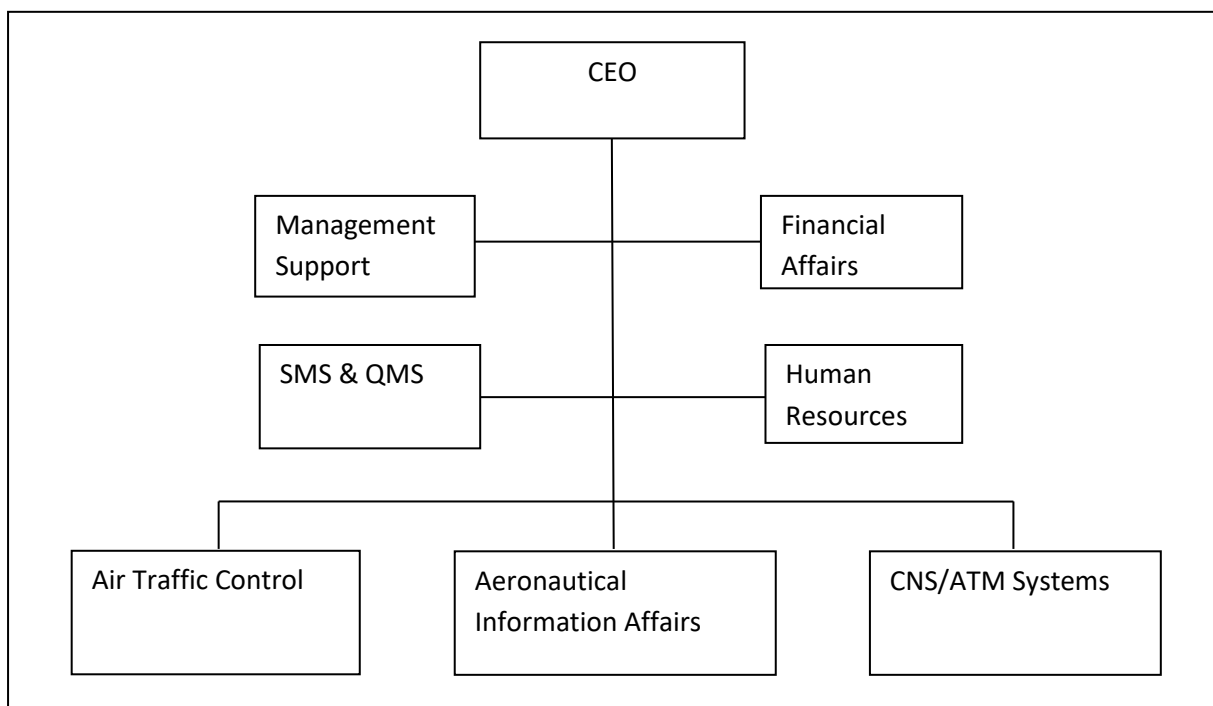 CEO
Management
Support
Financial
Affairs
SMS & QMS
Human
Resources
Air Traffic Control
Aeronautical
Information Affairs
CNS/ATM Systems